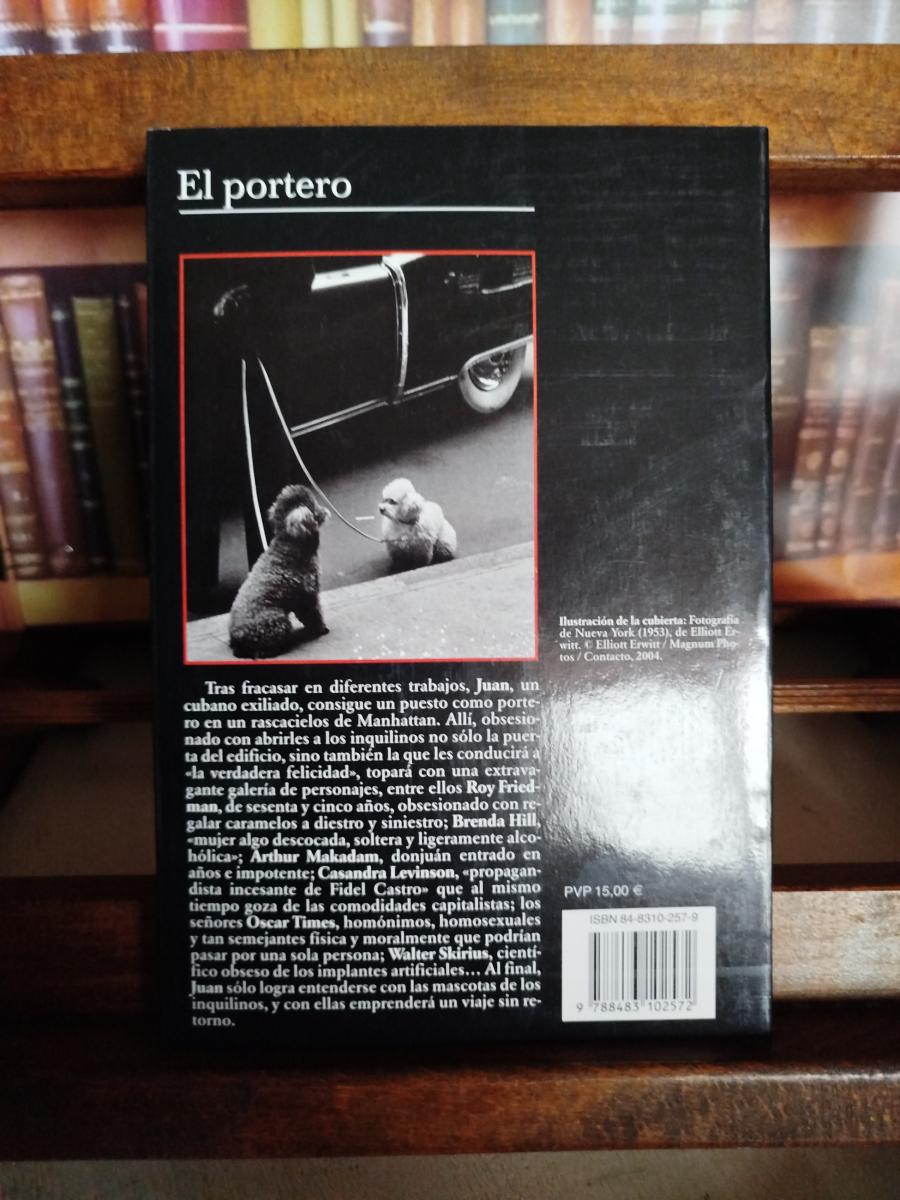 El portero
Ilustración de la cubierta: Fotografía
de Nueva York (1953), de Elliott Er-
witt. © Elliott Erwitt / Magnum Pho-
tos / Contacto, 2004.
Tras fracasar en diferentes trabajos, Juan, un
cubano exiliado, consigue un puesto como porte-
ro en un rascacielos de Manhattan. Allí, obsesio-
nado con abrirles a los inquilinos no sólo la puer-
ta del edificio, sino también la que les conducirá a
«la verdadera felicidad», topará con una extrava-
gante galería de personajes, entre ellos Roy Fried-
man, de sesenta y cinco años, obsesionado con re-
galar caramelos a diestro y siniestro; Brenda Hill,
«mujer algo descocada, soltera y ligeramente alco-
hólica»; Arthur Makadam, donjuán entrado en
años e impotente; Casandra Levinson, «propagan-
dista incesante de Fidel Castro» que al mismo
tiempo goza de las comodidades capitalistas; los
señores Oscar Times, homónimos, homosexuales
y tan semejantes física y moralmente que podrían
pasar por una sola persona; Walter Skirius, cientí-
fico obseso de los implantes artificiales... Al final,
Juan sólo logra entenderse con las mascotas de los
inquilinos, y con ellas emprenderá un viaje sin re-
torno.
PVP 15,00 €
ISBN 84-8310-257-9
9 788483 102572